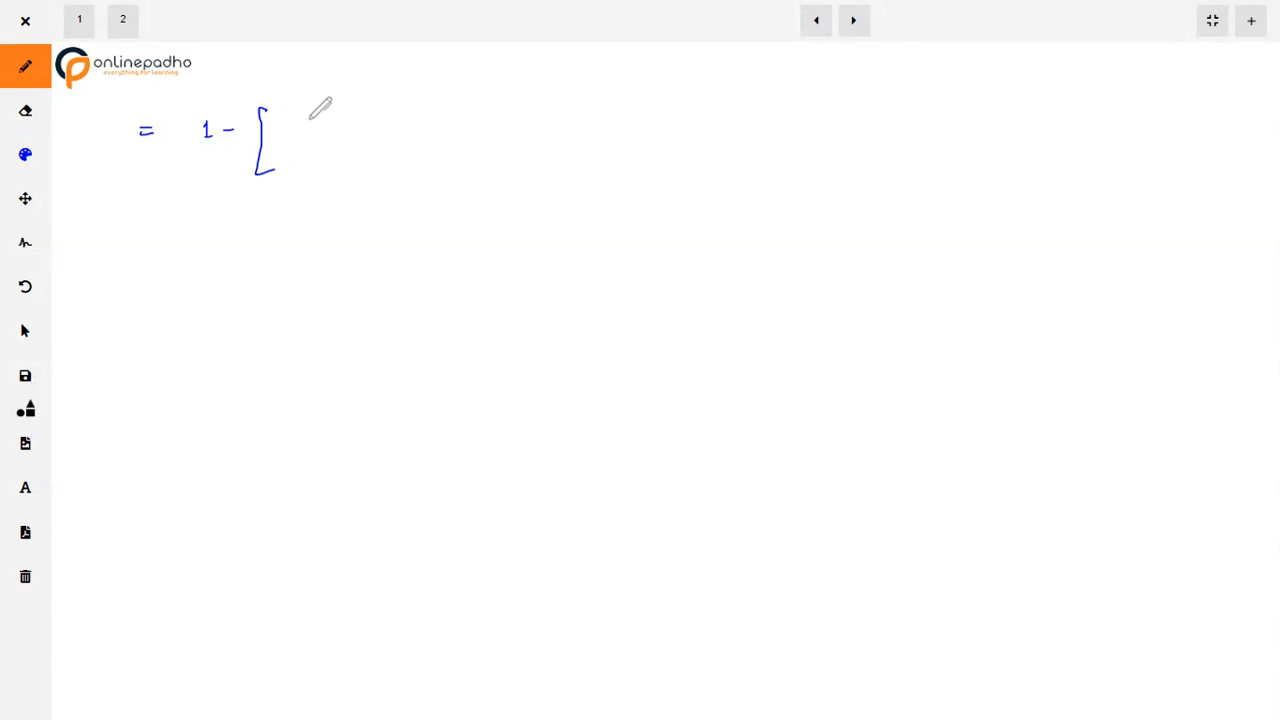 1 2
onlinepadho
everything for learning
= 1 - [
A